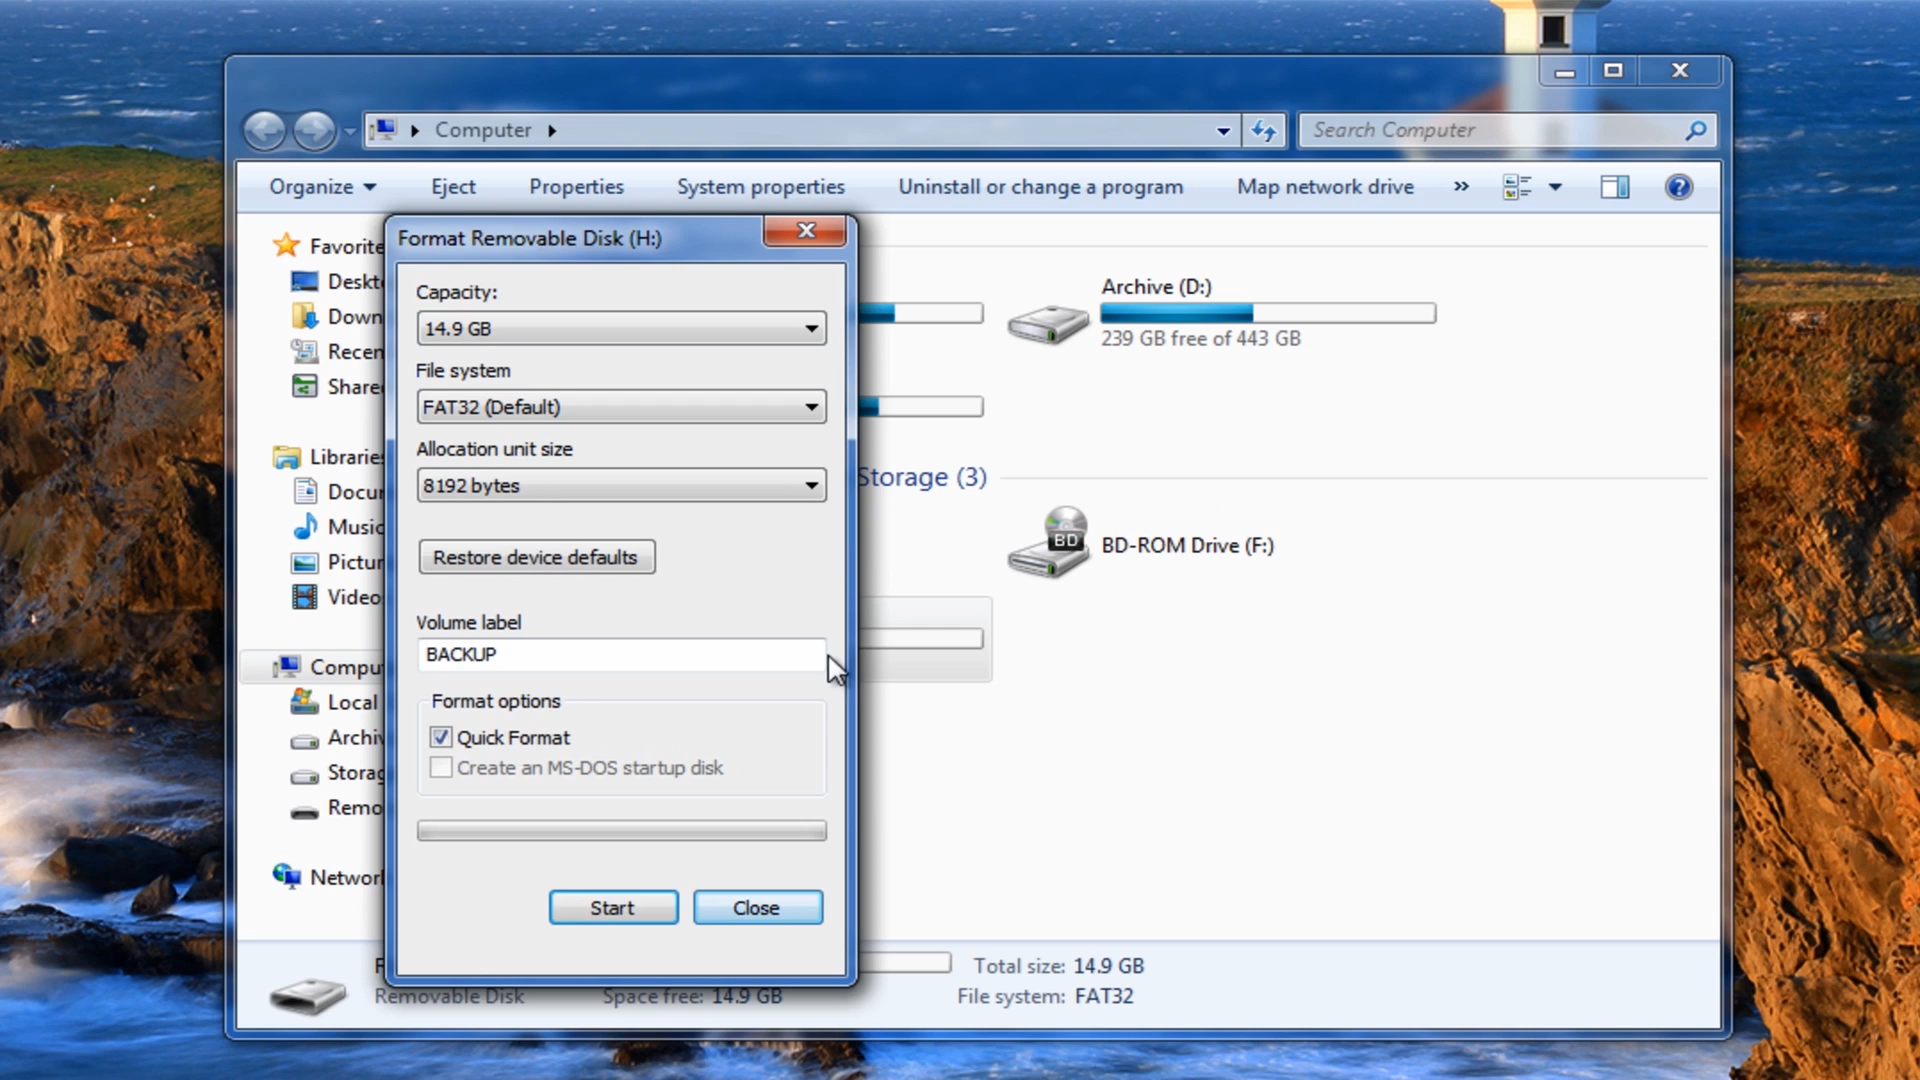 Computer
Search Computer
Organize
Eject
Properties
System properties
Uninstall or change a program
Map network drive
»
Format Removable Disk (H:)
Capacity:
14.9 GB
File system
FAT32 (Default)
Allocation unit size
8192 bytes
Restore device defaults
Volume label
BACKUP
Format options
Quick Format
Create an MS-DOS startup disk
Start
Close
Favorite
Deskt
Down
Recen
Share
Librarie
Docu
Music
Pictur
Video
Compu
Local
Archiv
Storag
Remo
Networ
Archive (D:)
239 GB free of 443 GB
Storage (3)
BD
BD-ROM Drive (F:)
Total size: 14.9 GB
Removable Disk
Space free: 14.9 GB
File system: FAT32